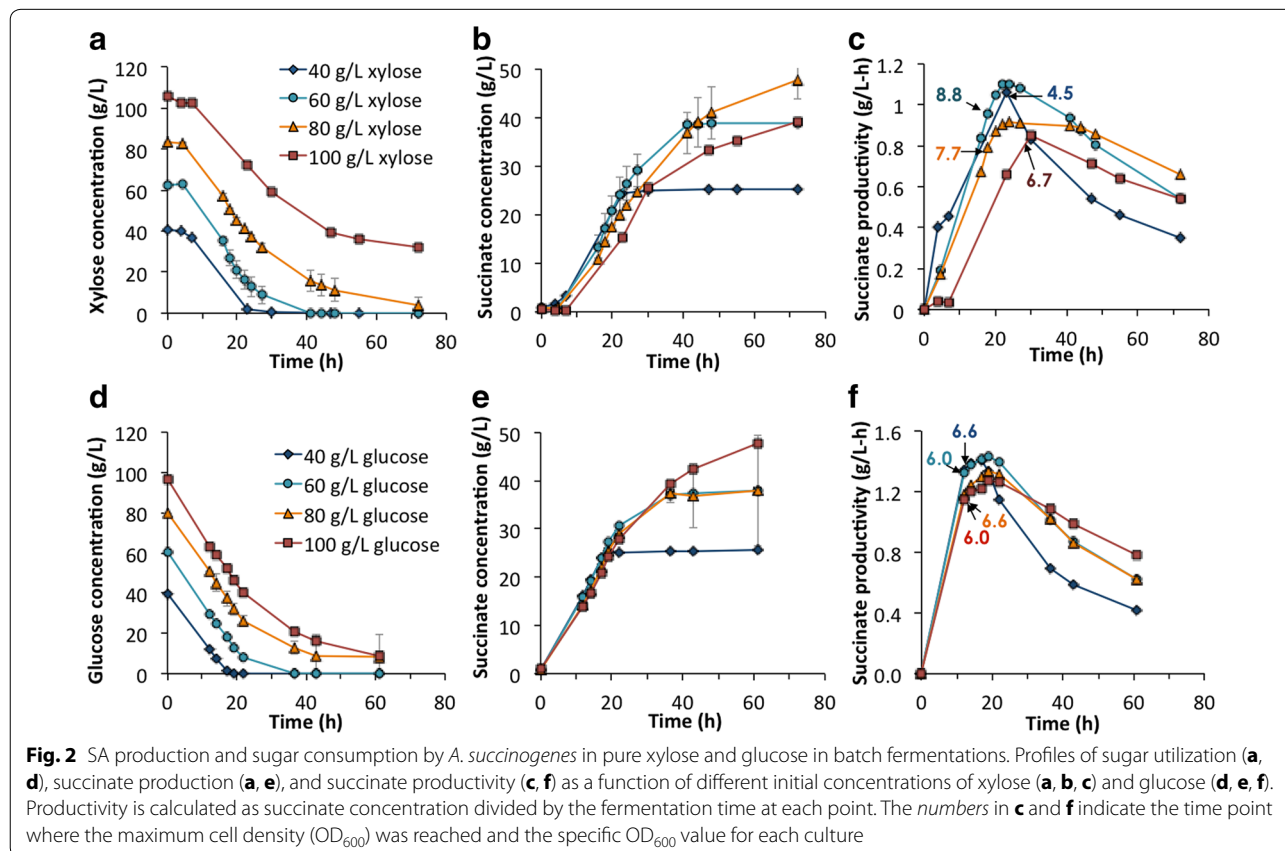 a
Xylose concentration (g/L)
120
100
80
60
40
20
0
0 20 40 60 80
Time (h)
40 g/L xylose
60 g/L xylose
80 g/L xylose
100 g/L xylose
b
Succinate concentration (g/L)
50
40
30
20
10
0
0 20 40 60 80
Time (h)
c
Succinate productivity (g/L-h)
1.2
1
0.8
0.6
0.4
0.2
0
0 20 40 60 80
Time (h)
8.8
4.5
7.7
6.7
d
Glucose concentration (g/L)
120
100
80
60
40
20
0
0 20 40 60 80
Time (h)
40 g/L glucose
60 g/L glucose
80 g/L glucose
100 g/L glucose
e
Succinate concentration (g/L)
50
40
30
20
10
0
0 20 40 60 80
Time (h)
f
Succinate productivity (g/L-h)
1.6
1.2
0.8
0.4
0.0
0 20 40 60 80
Time (h)
6.6
6.0
6.6
6.0
Fig. 2 SA production and sugar consumption by A. succinogenes in pure xylose and glucose in batch fermentations. Profiles of sugar utilization (a,
d), succinate production (a, e), and succinate productivity (c, f) as a function of different initial concentrations of xylose (a, b, c) and glucose (d, e, f).
Productivity is calculated as succinate concentration divided by the fermentation time at each point. The numbers in c and f indicate the time point
where the maximum cell density (OD600) was reached and the specific OD600 value for each culture